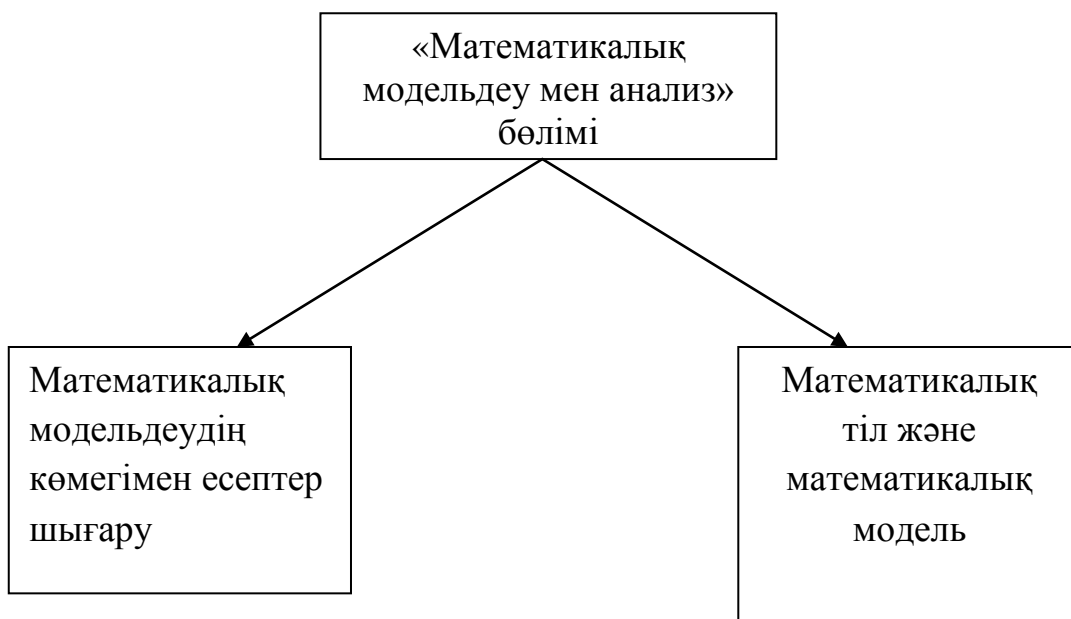 «Математикалық
модельдеу мен анализ»
бөлімі
Математикалық
модельдеудің
көмегімен есептер
шығару
Математикалық
тіл және
математикалық
модель